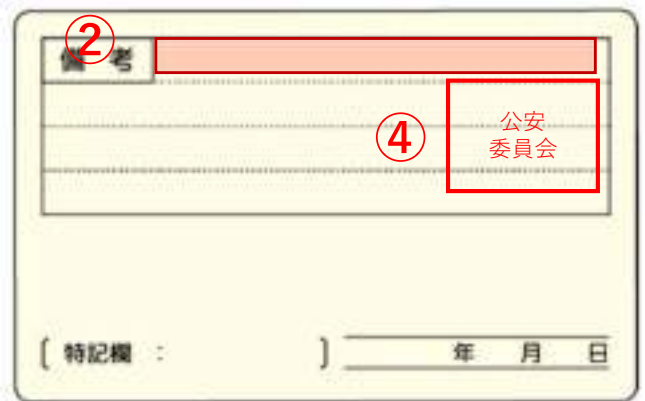 ②
備考
④
公安
委員会
[ 特記欄 : ]
年 月 日